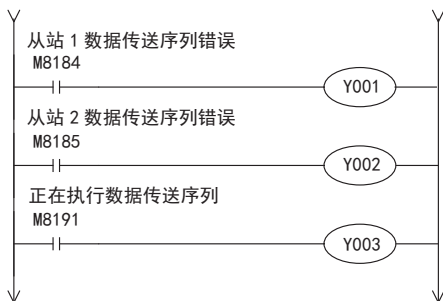 从站 1 数据传送序列错误
M8184
Y001
从站 2 数据传送序列错误
M8185
Y002
正在执行数据传送序列
M8191
Y003